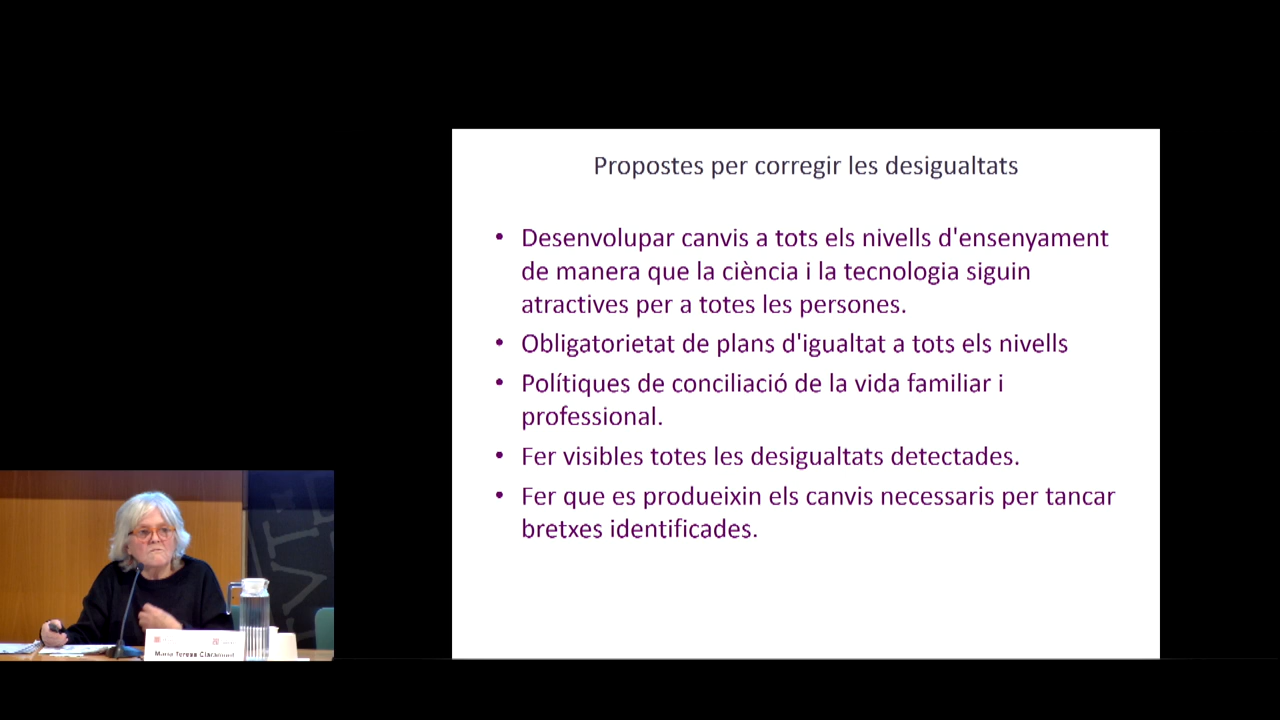 Propostes per corregir les desigualtats
• Desenvolupar canvis a tots els nivells d'ensenyament
de manera que la ciència i la tecnologia siguin
atractives per a totes les persones.
• Obligatorietat de plans d'igualtat a tots els nivells
• Polítiques de conciliació de la vida familiar i
professional.
• Fer visibles totes les desigualtats detectades.
• Fer que es produeixin els canvis necessaris per tancar
bretxes identificades.
Maria Teresa